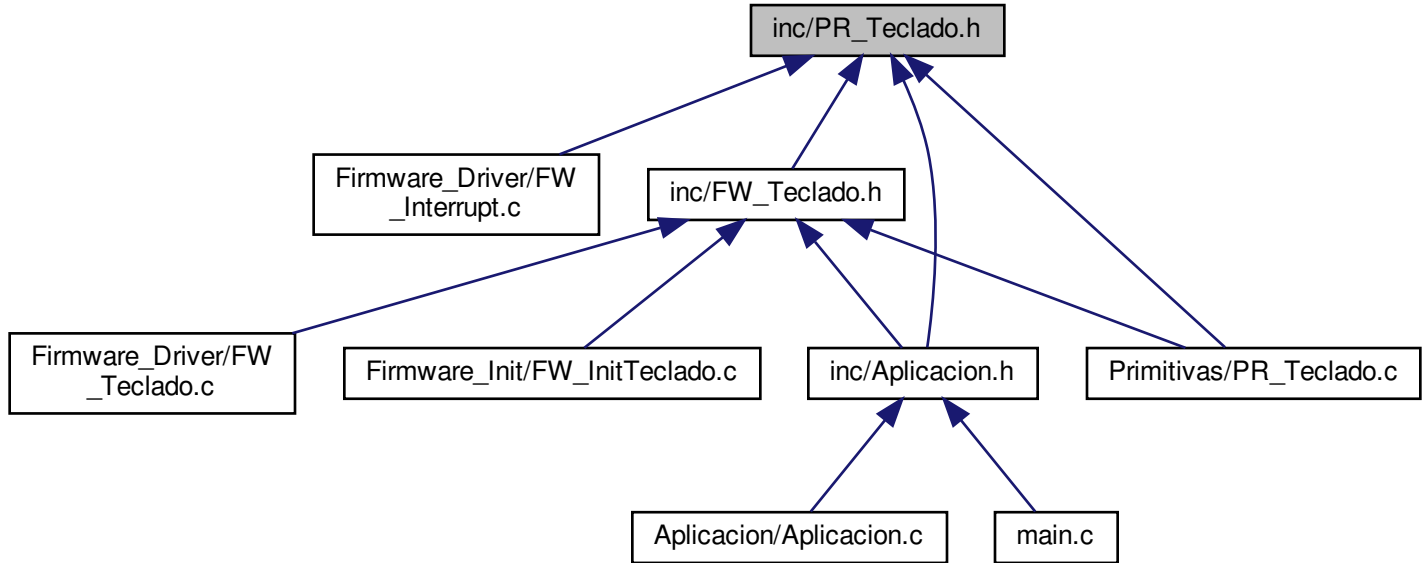 inc/PR_Teclado.h
Firmware_Driver/FW
_Interrupt.c
inc/FW_Teclado.h
Firmware_Driver/FW
_Teclado.c
Firmware_Init/FW_InitTeclado.c
inc/Aplicacion.h
Primitivas/PR_Teclado.c
Aplicacion/Aplicacion.c
main.c